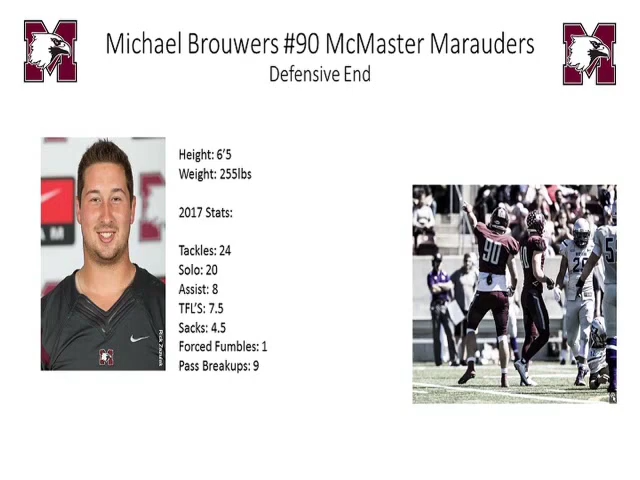 Michael Brouwers #90 McMaster Marauders
Defensive End
Height: 6'5
Weight: 255lbs
2017 Stats:
Tackles: 24
Solo: 20
Assist: 8
TFL'S: 7.5
Sacks: 4.5
Forced Fumbles: 1
Pass Breakups: 9
90